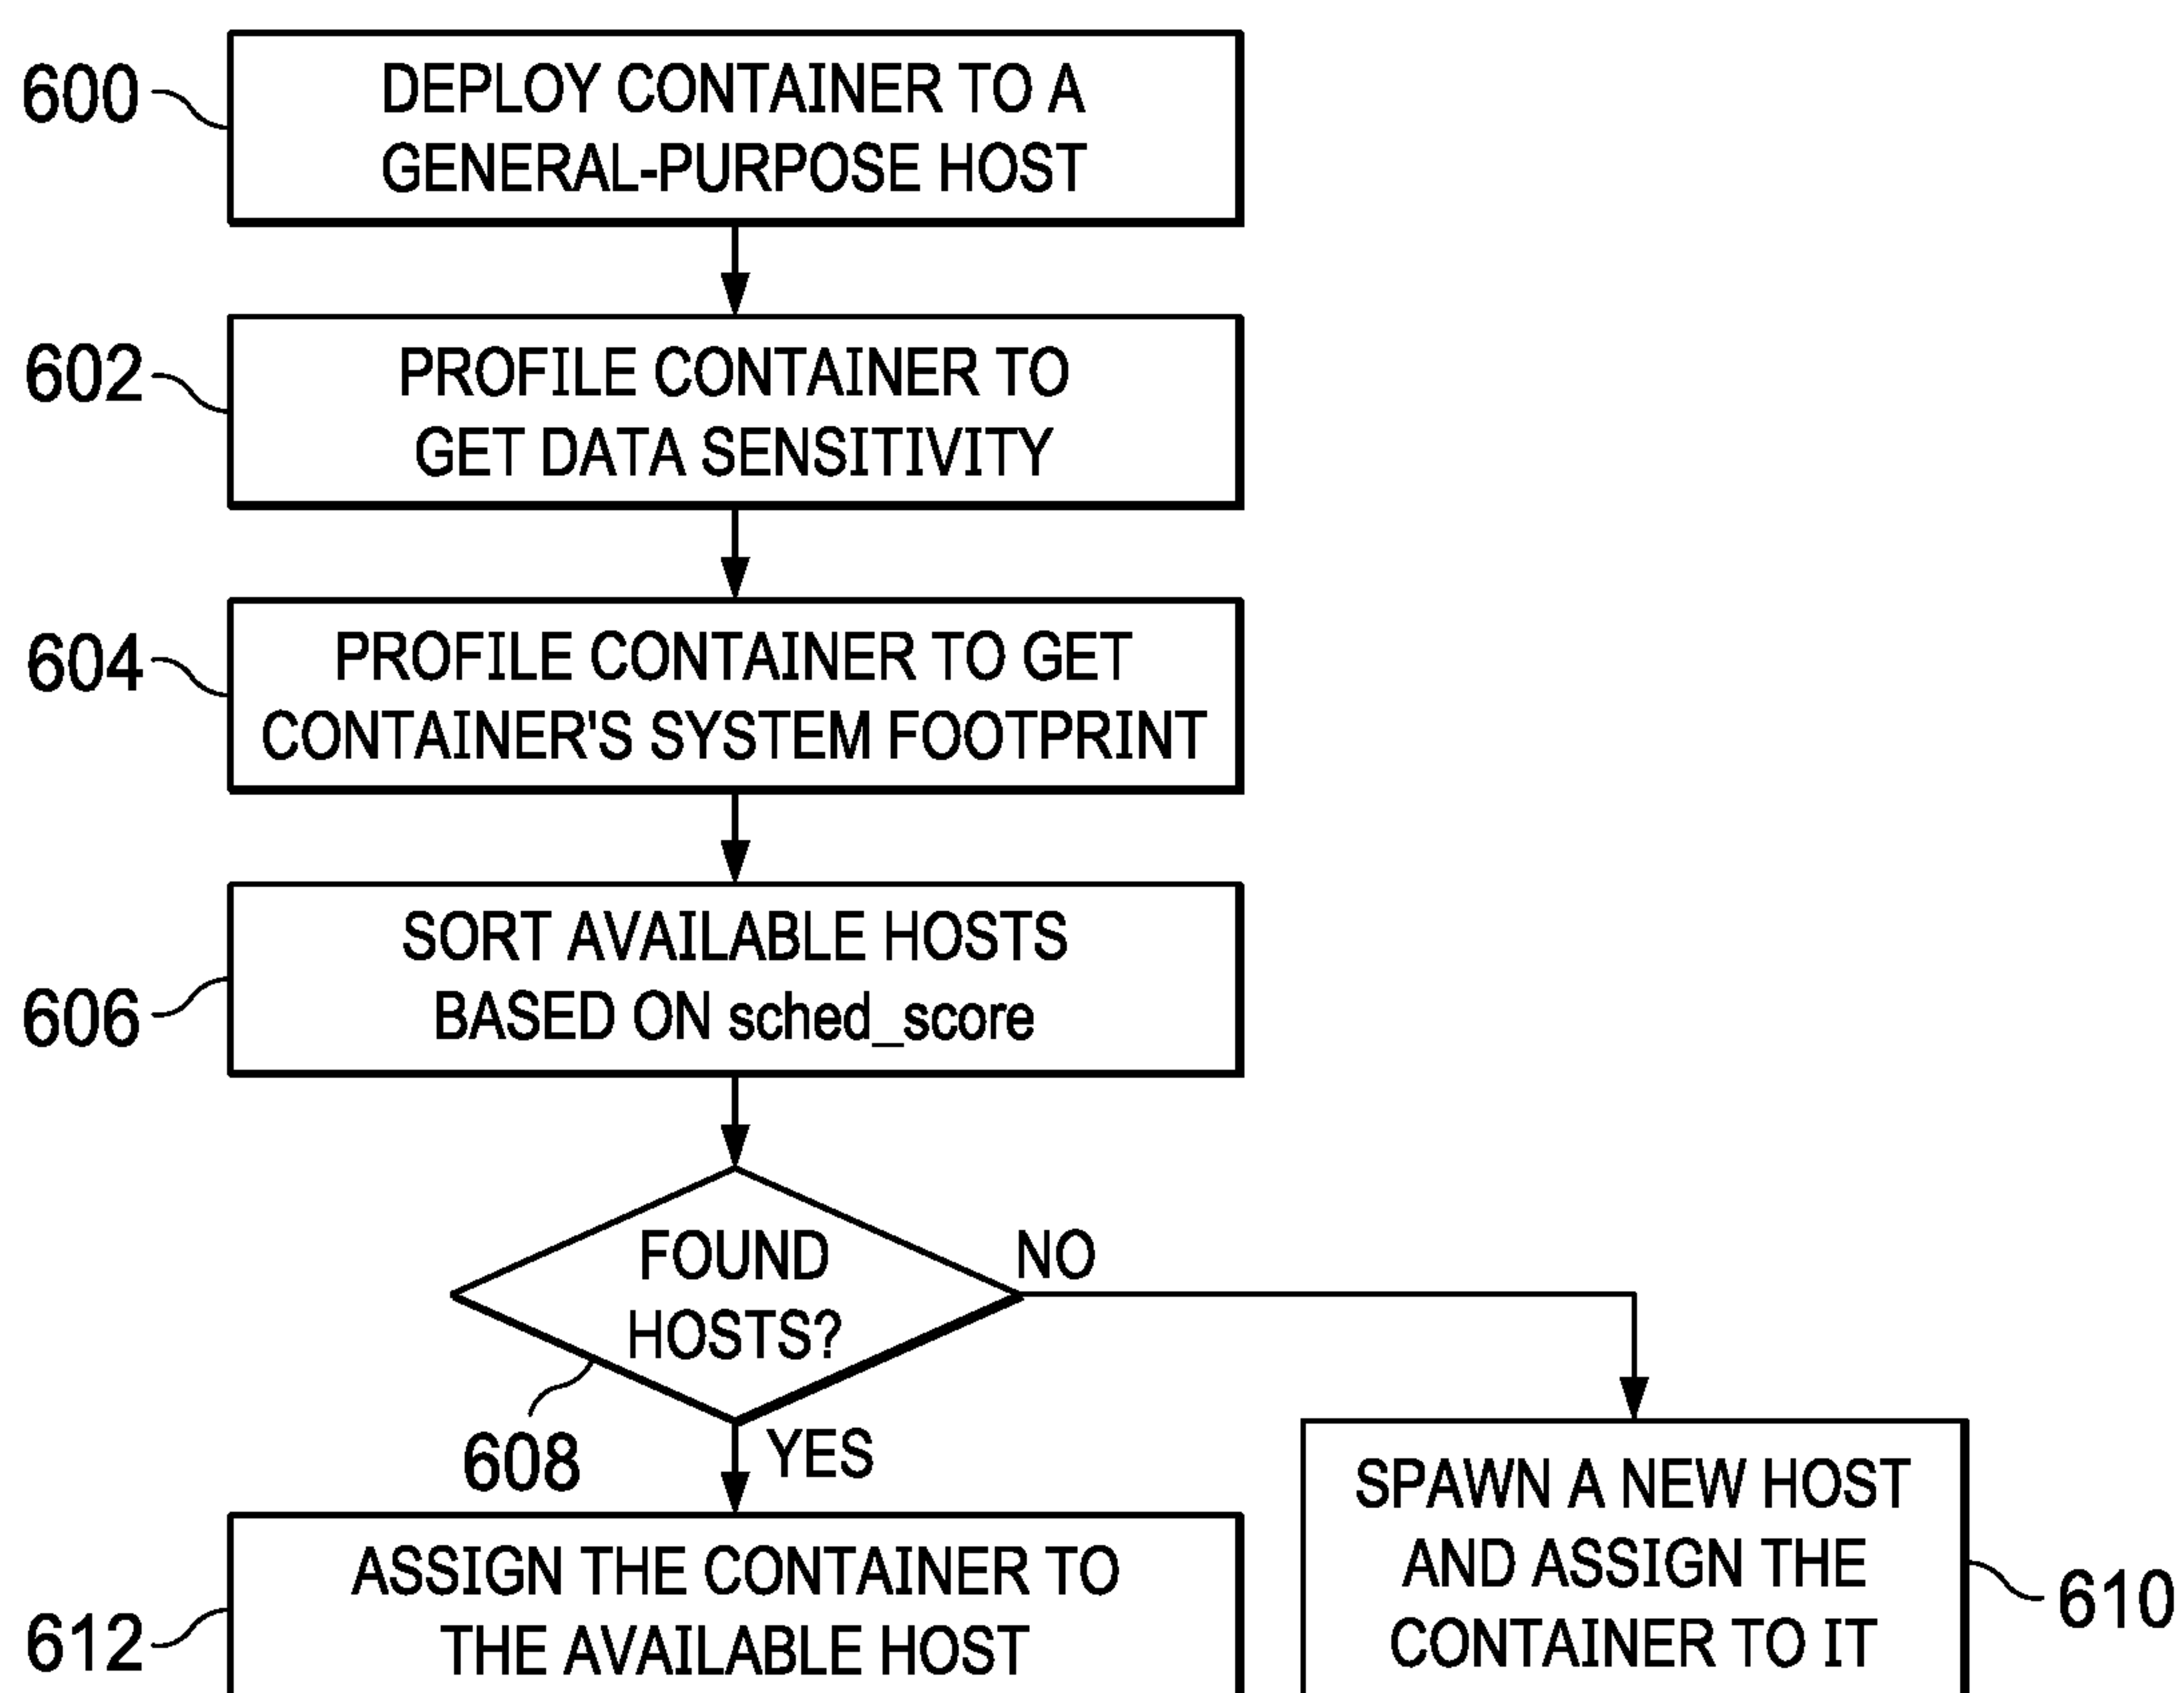 600
DEPLOY CONTAINER TO A
GENERAL-PURPOSE HOST
602
PROFILE CONTAINER TO
GET DATA SENSITIVITY
604
PROFILE CONTAINER TO GET
CONTAINER'S SYSTEM FOOTPRINT
606
SORT AVAILABLE HOSTS
BASED ON sched_score
FOUND
HOSTS?
NO
608
YES
612
ASSIGN THE CONTAINER TO
THE AVAILABLE HOST
SPAWN A NEW HOST
AND ASSIGN THE
CONTAINER TO IT
610